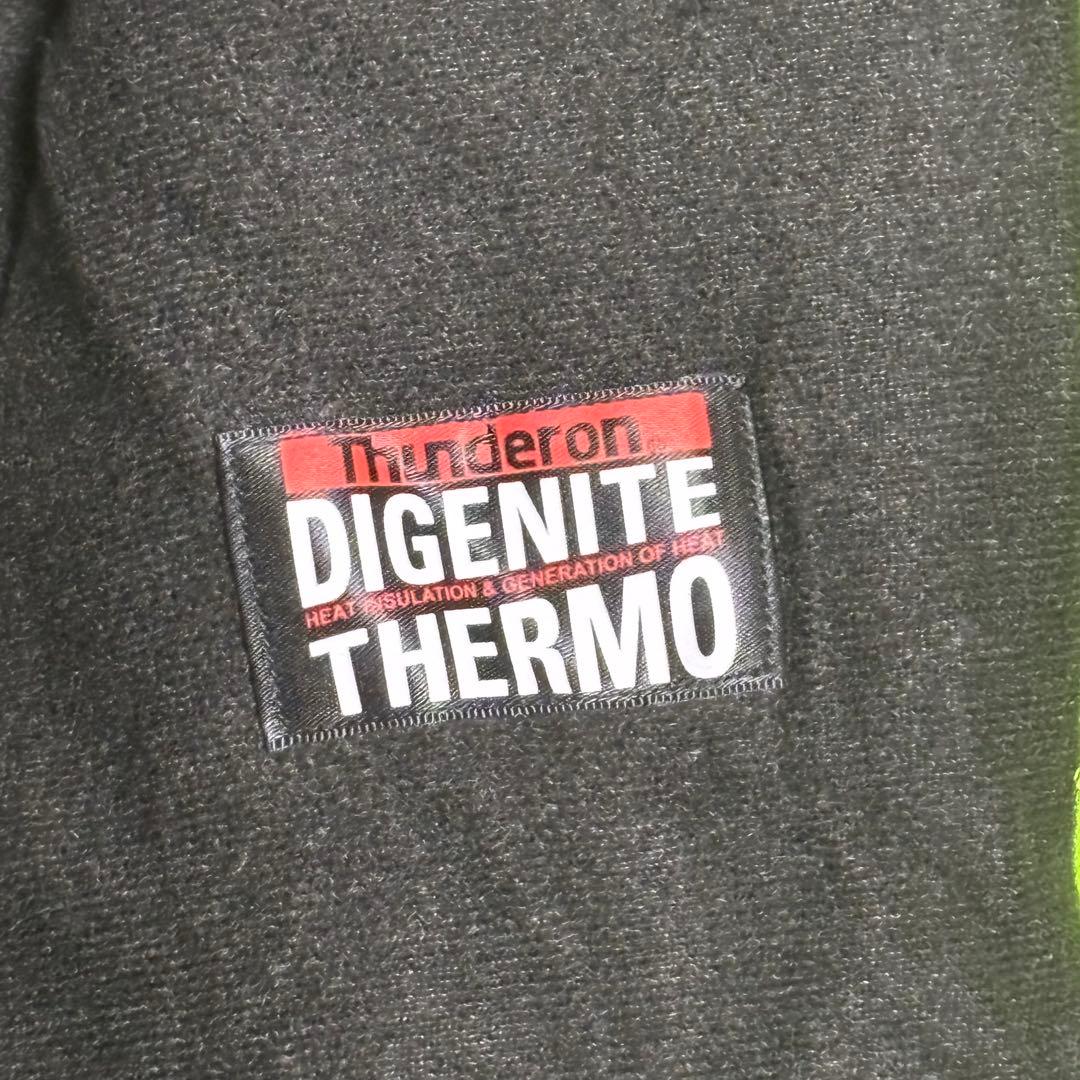 Thunderon
DIGENITE
HEAT INSULATION & GENERATION OF HEAT
THERMO